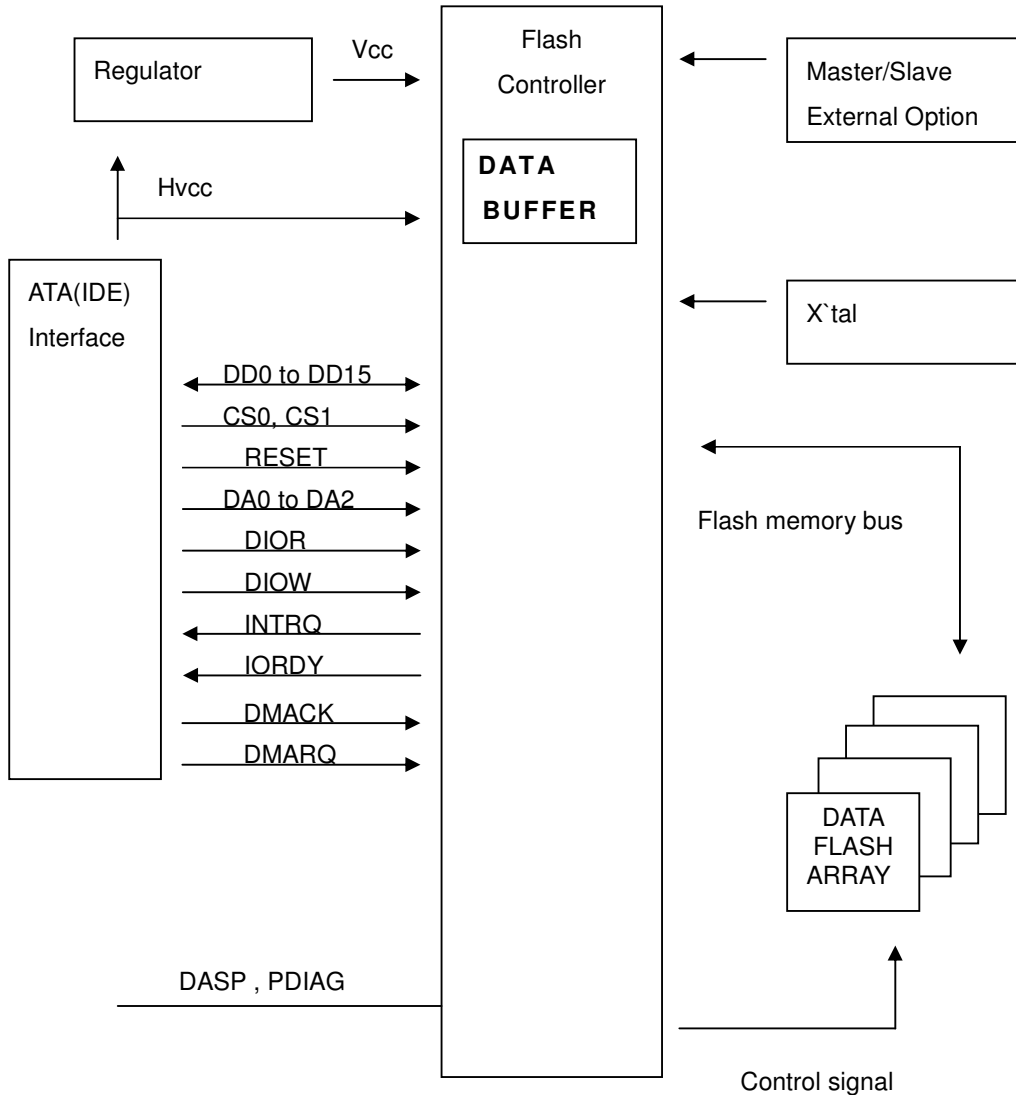 Regulator
Vcc
Flash
Controller
Master/Slave
External Option
DATA
BUFFER
Hvcc
ATA(IDE)
Interface
X`tal
DD0 to DD15
CS0, CS1
RESET
DA0 to DA2
DIOR
DIOW
INTRQ
IORDY
DMACK
DMARQ
Flash memory bus
DATA
FLASH
ARRAY
DASP , PDIAG
Control signal